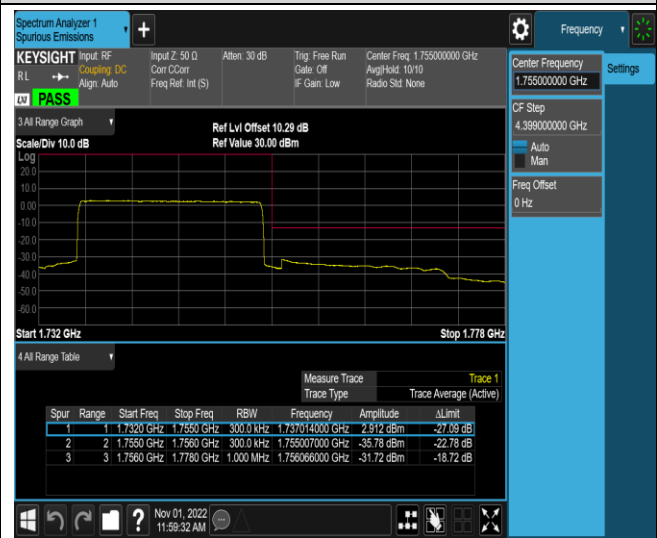 Spectrum Analyzer 1
Spurious Emissions
+
Frequency
KEYSIGHT
Input: RF
Input Z: 50 Ω
Atten: 30 dB
Trig: Free Run
Center Freq: 1.755000000 GHz
RL
Coupling: DC
Corr CCorr
Gate: Off
Avg|Hold: 10/10
Align: Auto
Freq Ref: Int (S)
IF Gain: Low
Radio Std: None
LXI PASS
Center Frequency
1.755000000 GHz
Settings
CF Step
4.399000000 GHz
Auto
Man
Freq Offset
0 Hz
3 All Range Graph
Ref Lvl Offset 10.29 dB
Scale/Div 10.0 dB
Ref Value 30.00 dBm
Log
20.0
10.0
0.00
-10.0
-20.0
-30.0
-40.0
-50.0
-60.0
Start 1.732 GHz
Stop 1.778 GHz
4 All Range Table
Measure Trace Trace 1
Trace Type Trace Average (Active)
Spur Range Start Freq Stop Freq RBW Frequency Amplitude ΔLimit
1 1 1.7320 GHz 1.7550 GHz 300.0 kHz 1.737014000 GHz 2.912 dBm -27.09 dB
2 2 1.7550 GHz 1.7560 GHz 300.0 kHz 1.755007000 GHz -35.78 dBm -22.78 dB
3 3 1.7560 GHz 1.7780 GHz 1.000 MHz 1.756066000 GHz -31.72 dBm -18.72 dB
?
Nov 01, 2022
11:59:32 AM